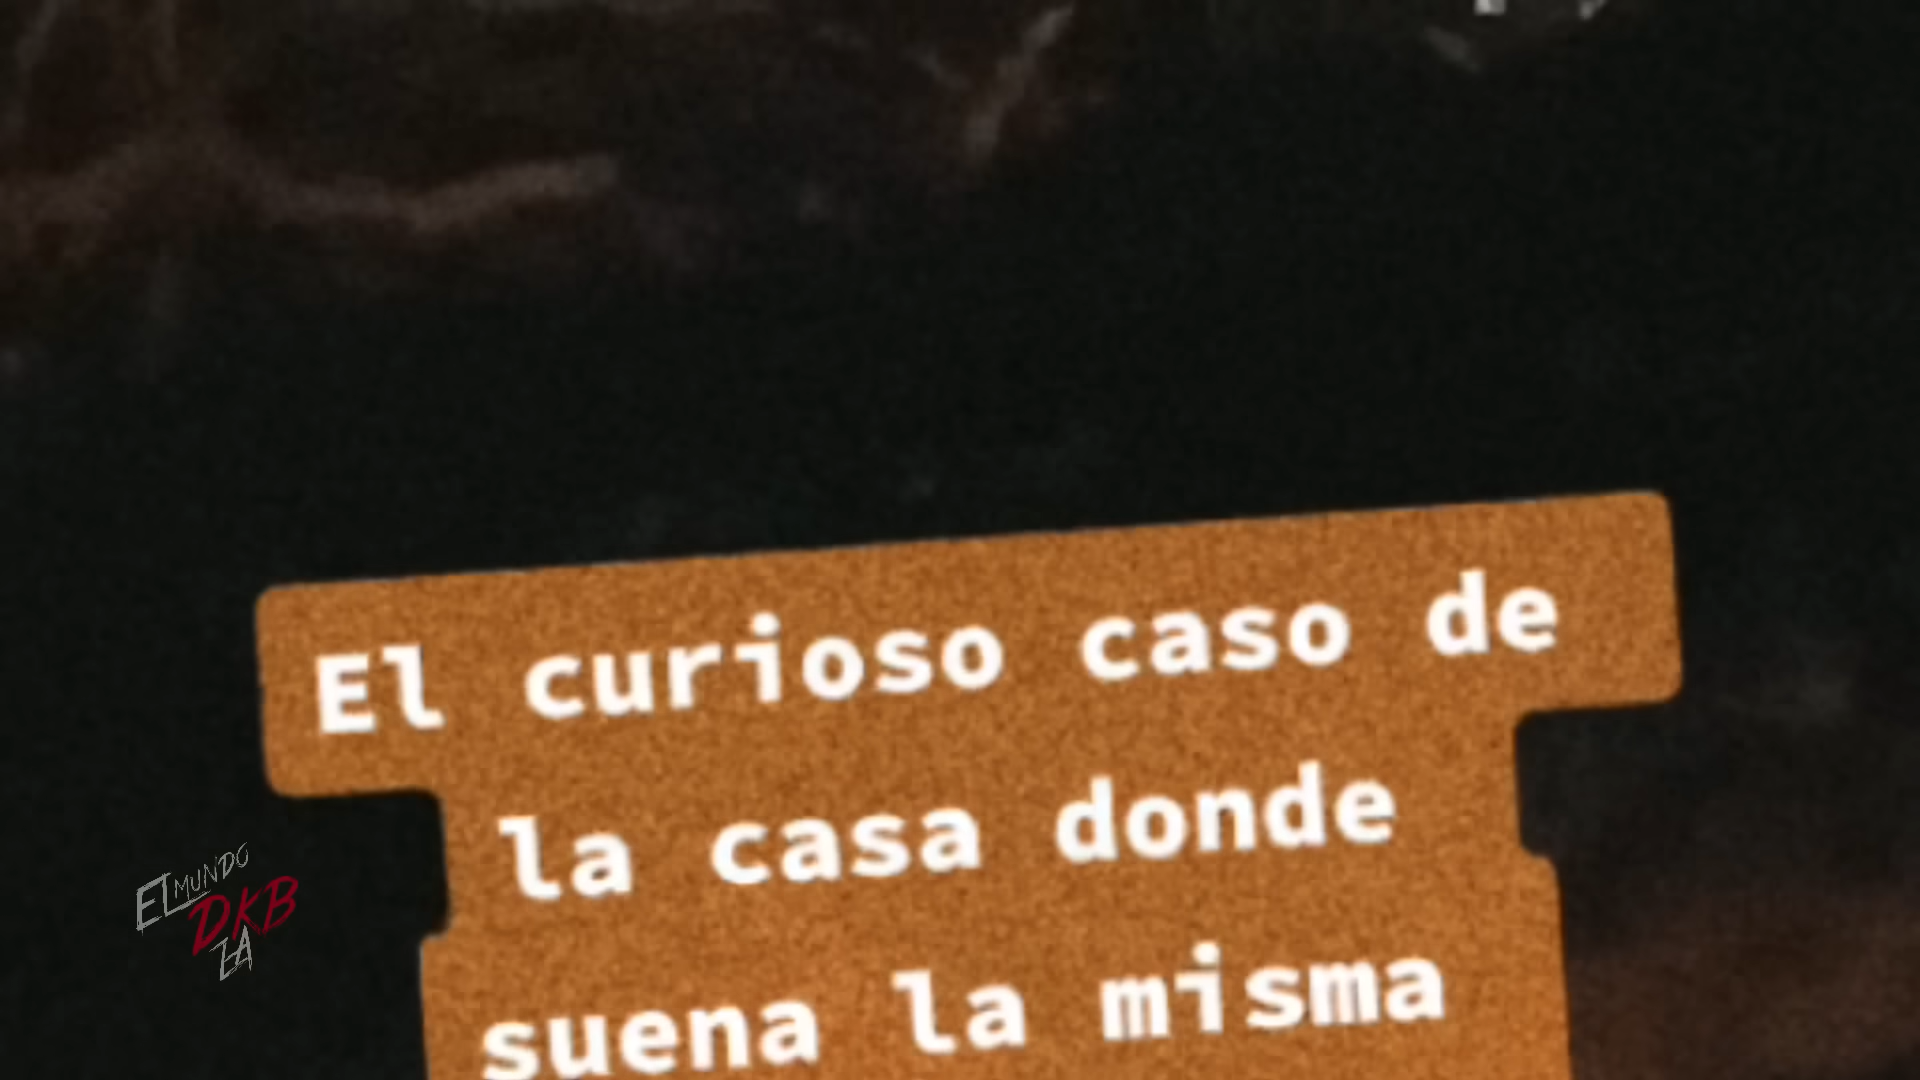 El curioso caso de
la casa donde
suena la misma
EL MUNDO
DKB
ZA